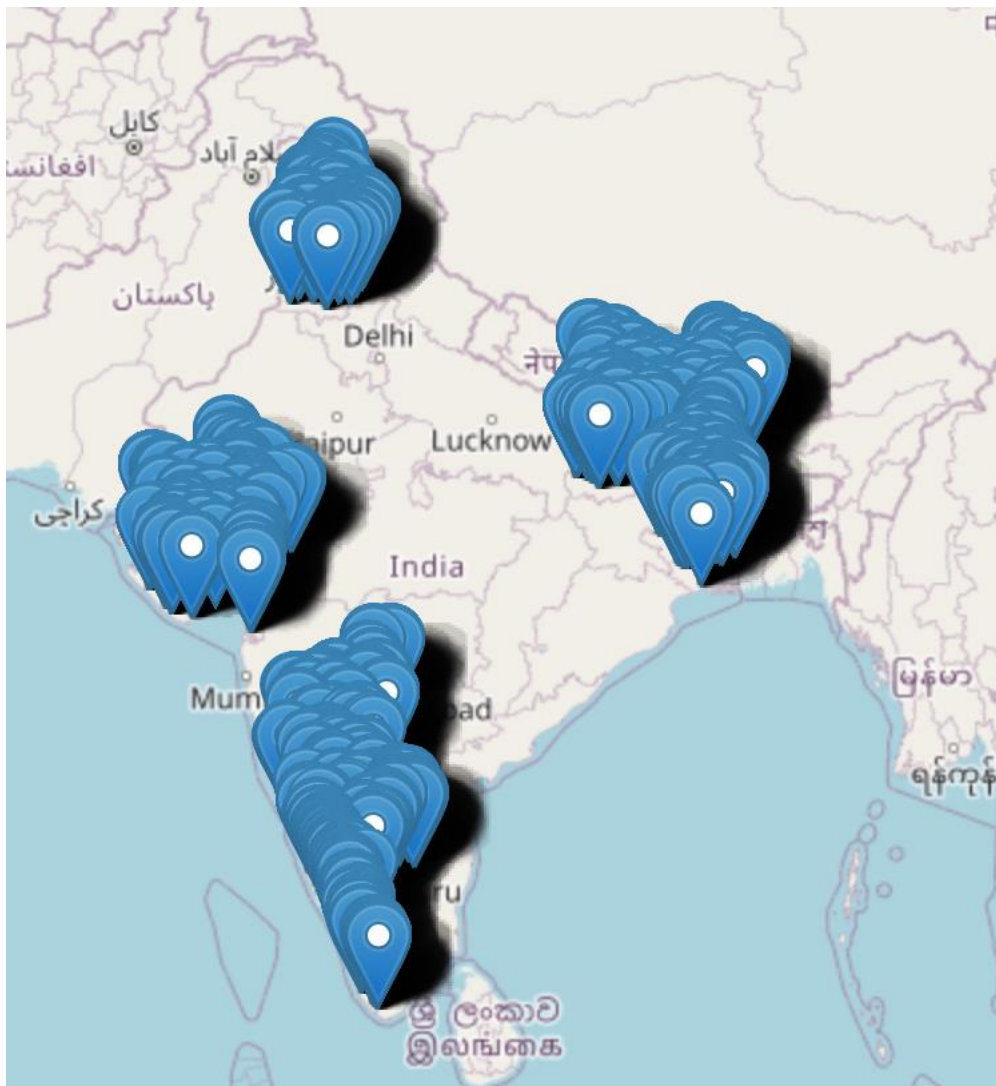 کابل
افغانس
لام آباد
پاکستان
Delhi
नेप
aipur
Lucknow
کراچی
India
Mum
bad
မြန်မာ
ရန်ကုန်
ru
ශ්‍රී ලංකාව
இலங்கை